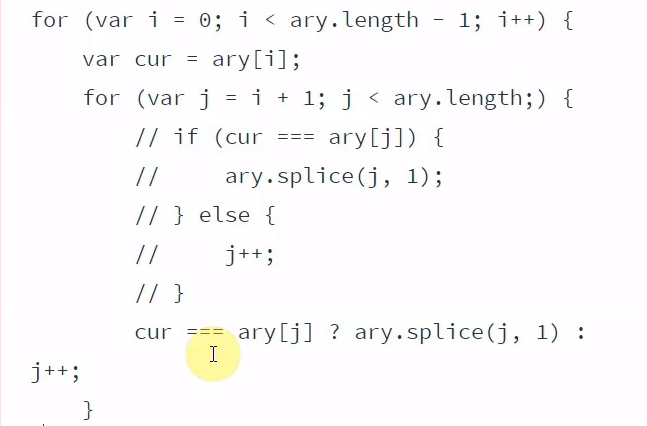 for (var i = 0; i < ary.length - 1; i++) {
    var cur = ary[i];
    for (var j = i + 1; j < ary.length;) {
        // if (cur === ary[j]) {
        //     ary.splice(j, 1);
        // } else {
        //     j++;
        // }
        cur === ary[j] ? ary.splice(j, 1) :
j++;
    }